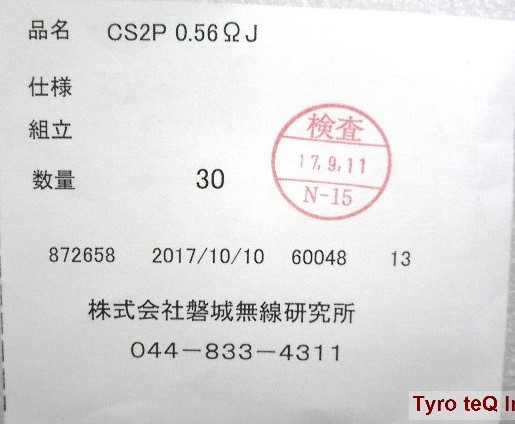 品名 CS2P 0.56ΩJ
仕様
組立
検査
17.9.11
N-15
数量 30
872658 2017/10/10 60048 13
株式会社磐城無線研究所
044-833-4311
Tyro teQ